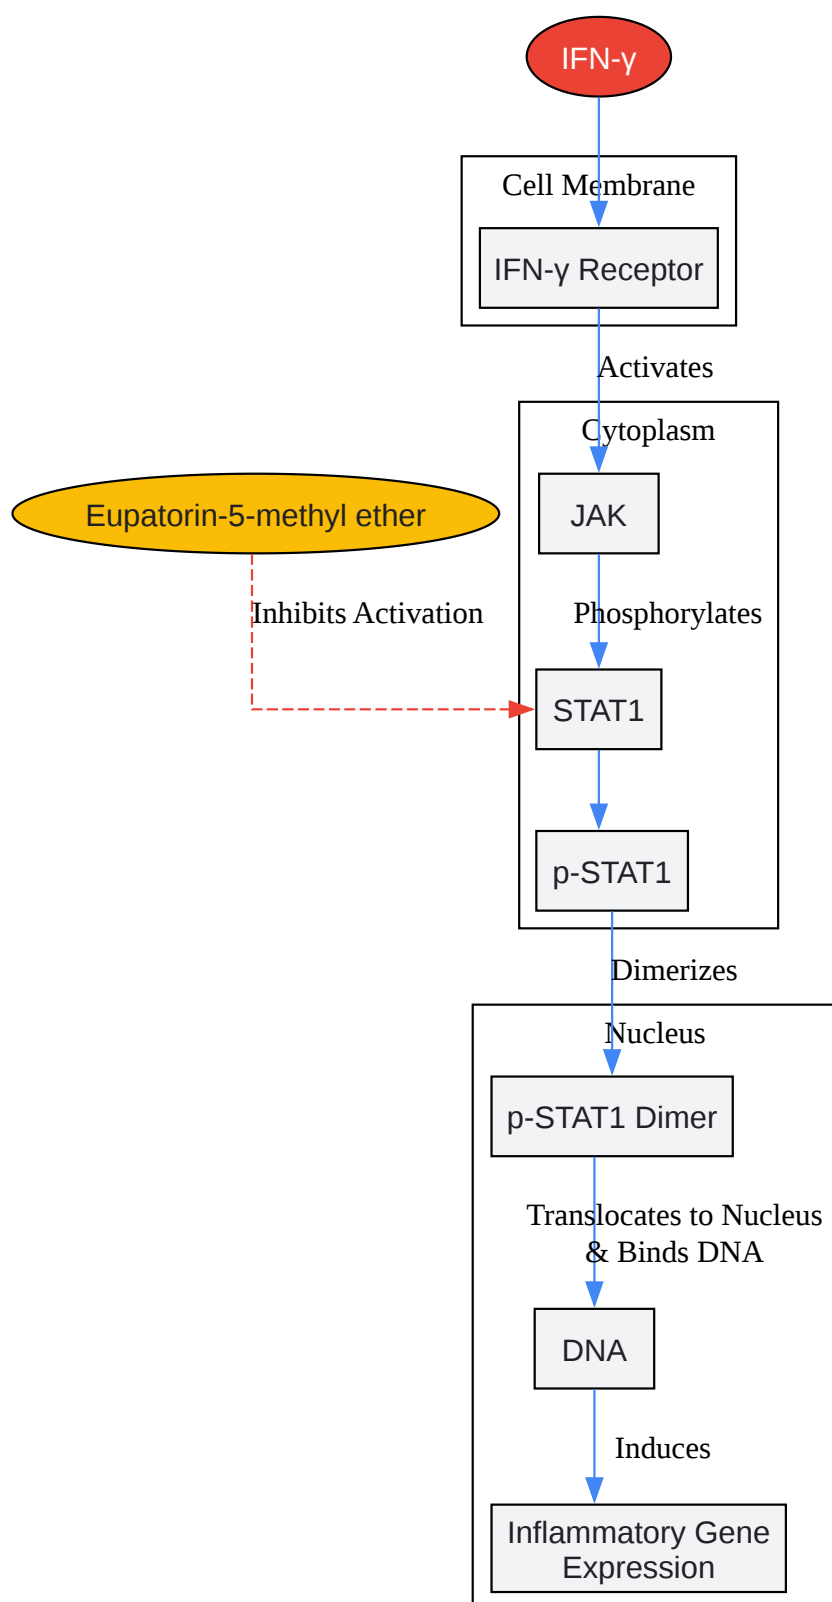 IFN-γ
Cell Membrane
IFN-γ Receptor
Activates
Cytoplasm
JAK
Eupatorin-5-methyl ether
Inhibits Activation
Phosphorylates
STAT1
p-STAT1
Dimerizes
Nucleus
p-STAT1 Dimer
Translocates to Nucleus
& Binds DNA
DNA
Induces
Inflammatory Gene
Expression